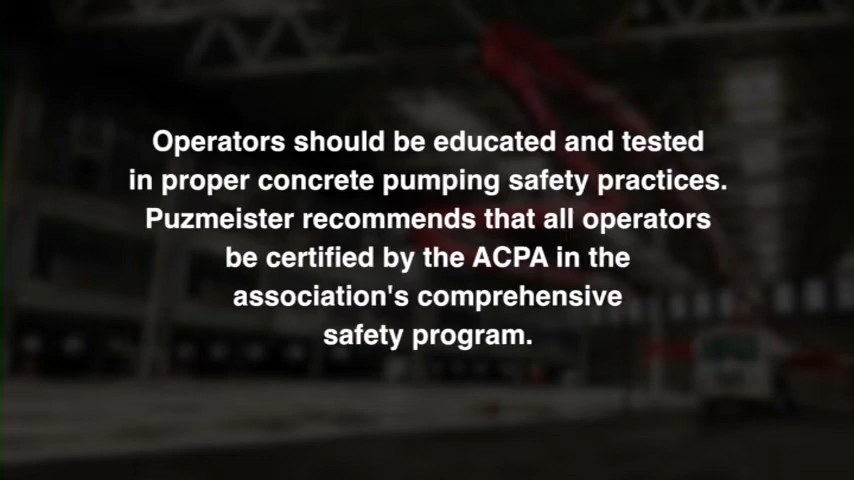 Operators should be educated and tested
in proper concrete pumping safety practices.
Puzmeister recommends that all operators
be certified by the ACPA in the
association's comprehensive
safety program.